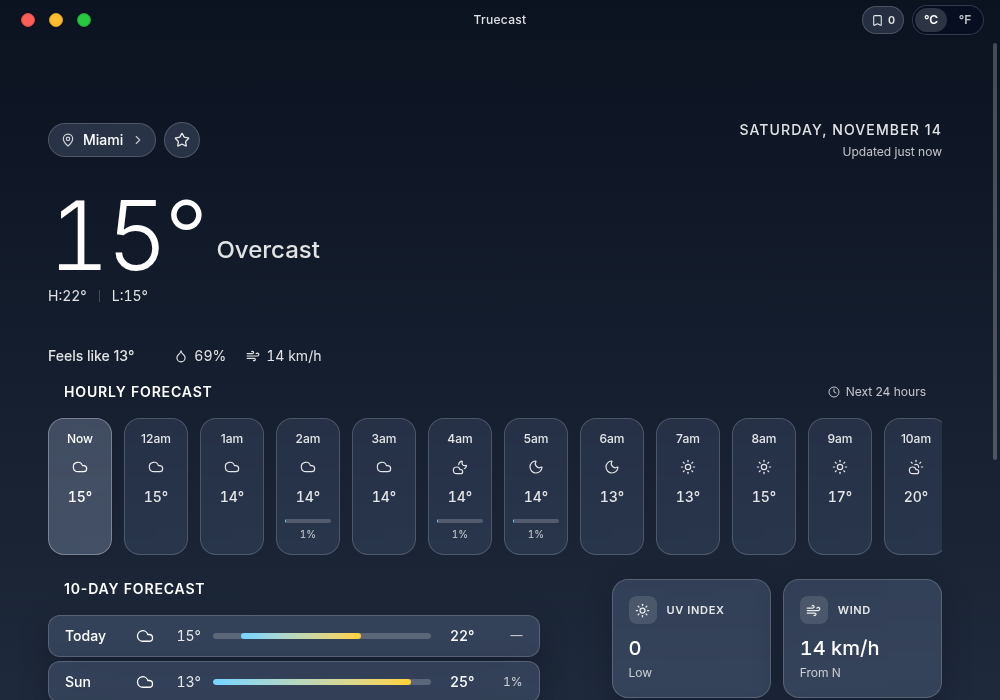 Truecast
0
°C
°F
Miami
SATURDAY, NOVEMBER 14
Updated just now
15°
Overcast
H:22°
L:15°
Feels like 13°
69%
14 km/h
HOURLY FORECAST
Next 24 hours
Now
12am
1am
2am
3am
4am
5am
6am
7am
8am
9am
10am
15°
15°
14°
14°
14°
14°
14°
13°
13°
15°
17°
20°
1%
1%
1%
10-DAY FORECAST
Today
15°
22°
—
Sun
13°
25°
1%
UV INDEX
0
Low
WIND
14 km/h
From N